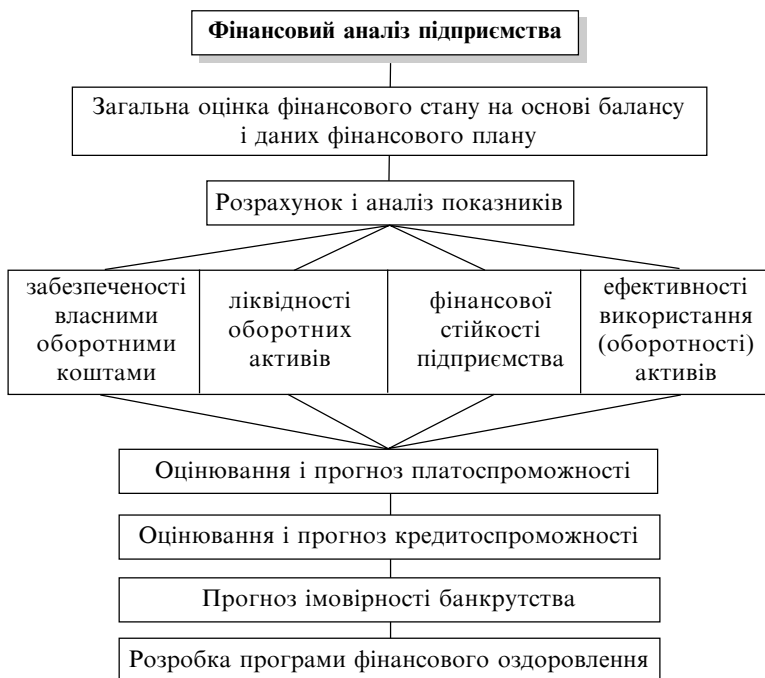 Фінансовий аналіз підприємства
Загальна оцінка фінансового стану на основі балансу
і даних фінансового плану
Розрахунок і аналіз показників
забезпеченості
власними
оборотними
коштами
ліквідності
оборотних
активів
фінансової
стійкості
підприємства
ефективності
використання
(оборотності)
активів
Оцінювання і прогноз платоспроможності
Оцінювання і прогноз кредитоспроможності
Прогноз імовірності банкрутства
Розробка програми фінансового оздоровлення